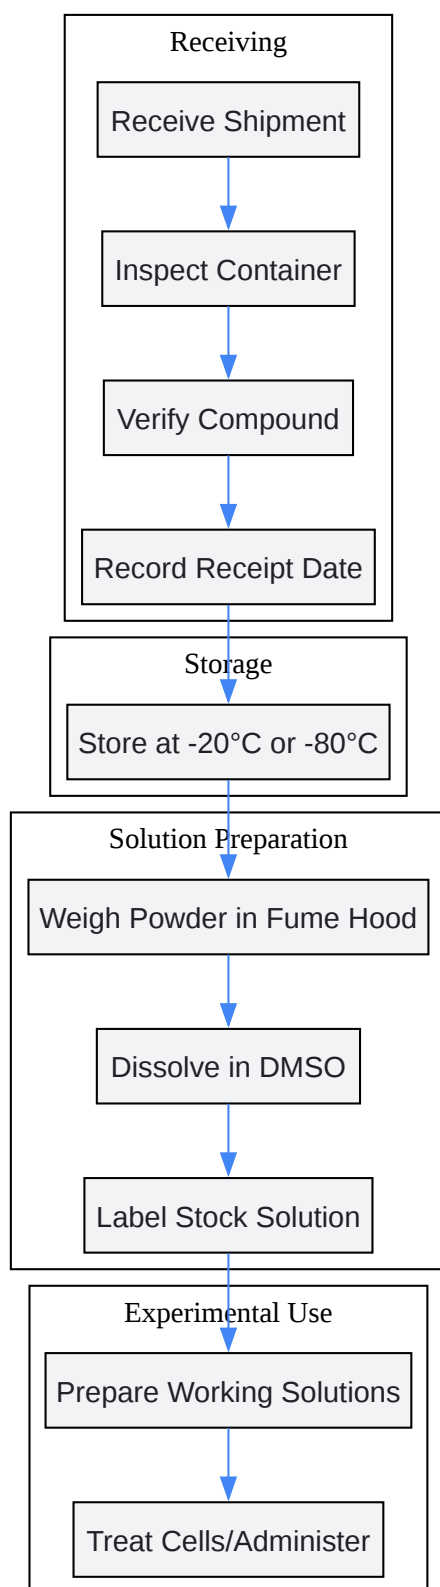 Receiving
Receive Shipment
Inspect Container
Verify Compound
Record Receipt Date
Storage
Store at -20°C or -80°C
Solution Preparation
Weigh Powder in Fume Hood
Dissolve in DMSO
Label Stock Solution
Experimental Use
Prepare Working Solutions
Treat Cells/Administer